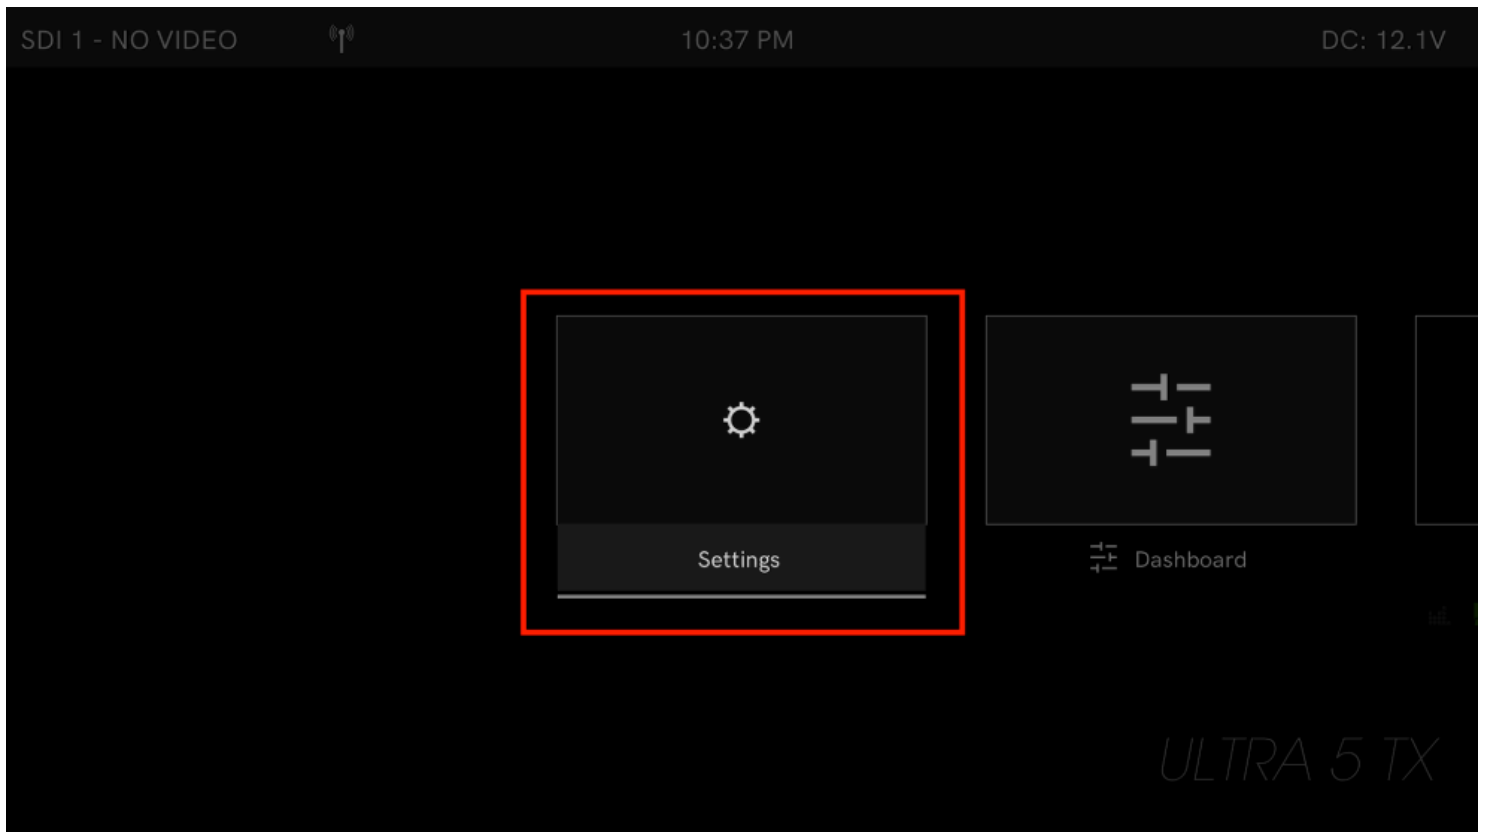 SDI 1 - NO VIDEO
10:37 PM
DC: 12.1V
Settings
Dashboard
ULTRA 5 TX